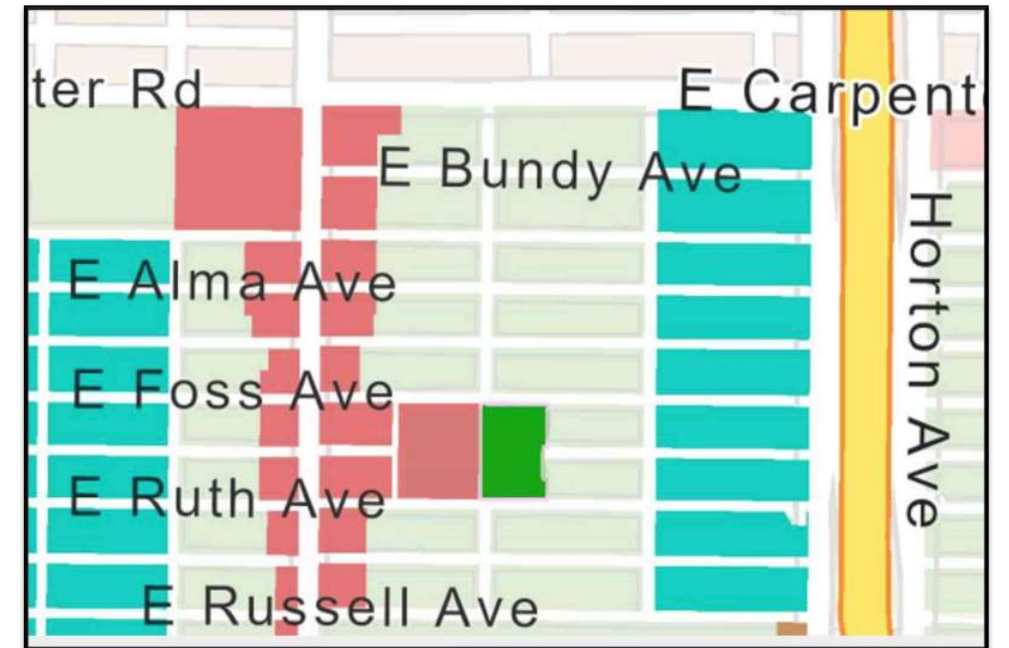 ter Rd
E Carpent
E Bundy Ave
Horton Ave
E Alma Ave
E Foss Ave
E Ruth Ave
E Russell Ave